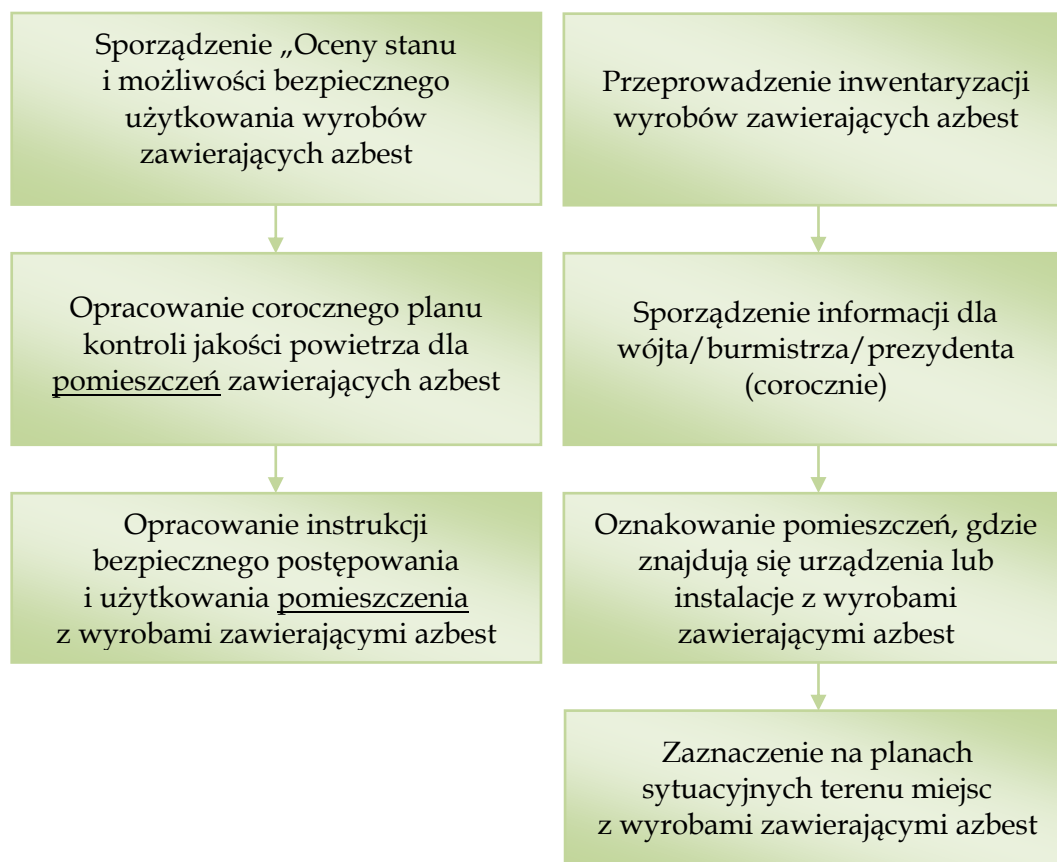 Sporządzenie „Oceny stanu
i możliwości bezpiecznego
użytkowania wyrobów
zawierających azbest
Opracowanie corocznego planu
kontroli jakości powietrza dla
pomieszczeń zawierających azbest
Opracowanie instrukcji
bezpiecznego postępowania
i użytkowania pomieszczenia
z wyrobami zawierającymi azbest
Przeprowadzenie inwentaryzacji
wyrobów zawierających azbest
Sporządzenie informacji dla
wójta/burmistrza/prezydenta
(corocznie)
Oznakowanie pomieszczeń, gdzie
znajdują się urządzenia lub
instalacje z wyrobami
zawierającymi azbest
Zaznaczenie na planach
sytuacyjnych terenu miejsc
z wyrobami zawierającymi azbest